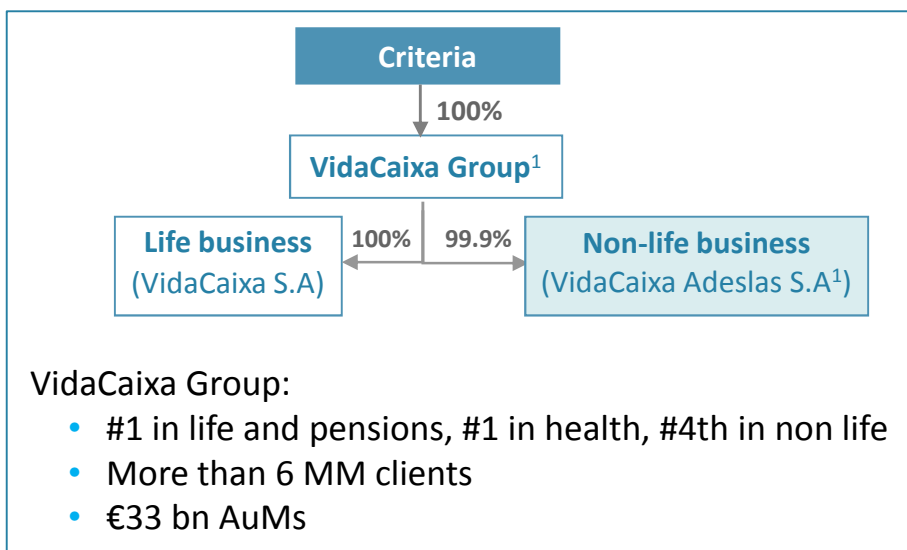 Criteria
100%
VidaCaixa Group¹
Life business
(VidaCaixa S.A)
100%
99.9%
Non-life business
(VidaCaixa Adeslas S.A¹)
VidaCaixa Group:
• #1 in life and pensions, #1 in health, #4th in non life
• More than 6 MM clients
• €33 bn AuMs